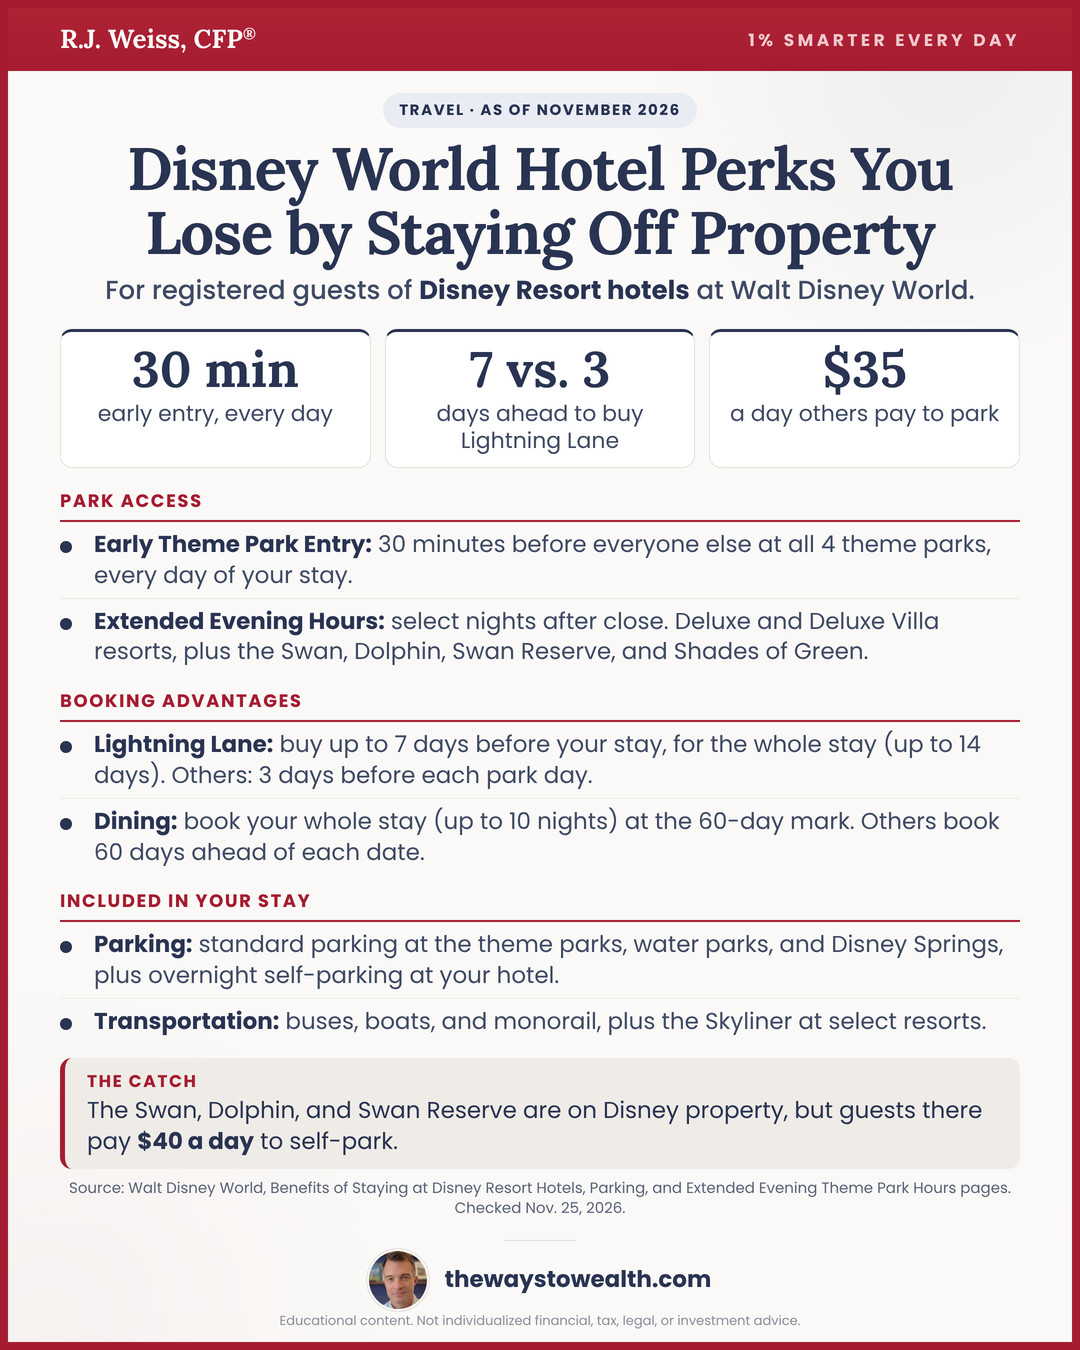 R.J. Weiss, CFP®
1% SMARTER EVERY DAY
TRAVEL · AS OF NOVEMBER 2026
Disney World Hotel Perks You
Lose by Staying Off Property
For registered guests of Disney Resort hotels at Walt Disney World.
30 min
early entry, every day
7 vs. 3
days ahead to buy
Lightning Lane
$35
a day others pay to park
PARK ACCESS
Early Theme Park Entry: 30 minutes before everyone else at all 4 theme parks,
every day of your stay.
Extended Evening Hours: select nights after close. Deluxe and Deluxe Villa
resorts, plus the Swan, Dolphin, Swan Reserve, and Shades of Green.
BOOKING ADVANTAGES
Lightning Lane: buy up to 7 days before your stay, for the whole stay (up to 14
days). Others: 3 days before each park day.
Dining: book your whole stay (up to 10 nights) at the 60-day mark. Others book
60 days ahead of each date.
INCLUDED IN YOUR STAY
Parking: standard parking at the theme parks, water parks, and Disney Springs,
plus overnight self-parking at your hotel.
Transportation: buses, boats, and monorail, plus the Skyliner at select resorts.
THE CATCH
The Swan, Dolphin, and Swan Reserve are on Disney property, but guests there
pay $40 a day to self-park.
Source: Walt Disney World, Benefits of Staying at Disney Resort Hotels, Parking, and Extended Evening Theme Park Hours pages.
Checked Nov. 25, 2026.
thewaystowealth.com
Educational content. Not individualized financial, tax, legal, or investment advice.